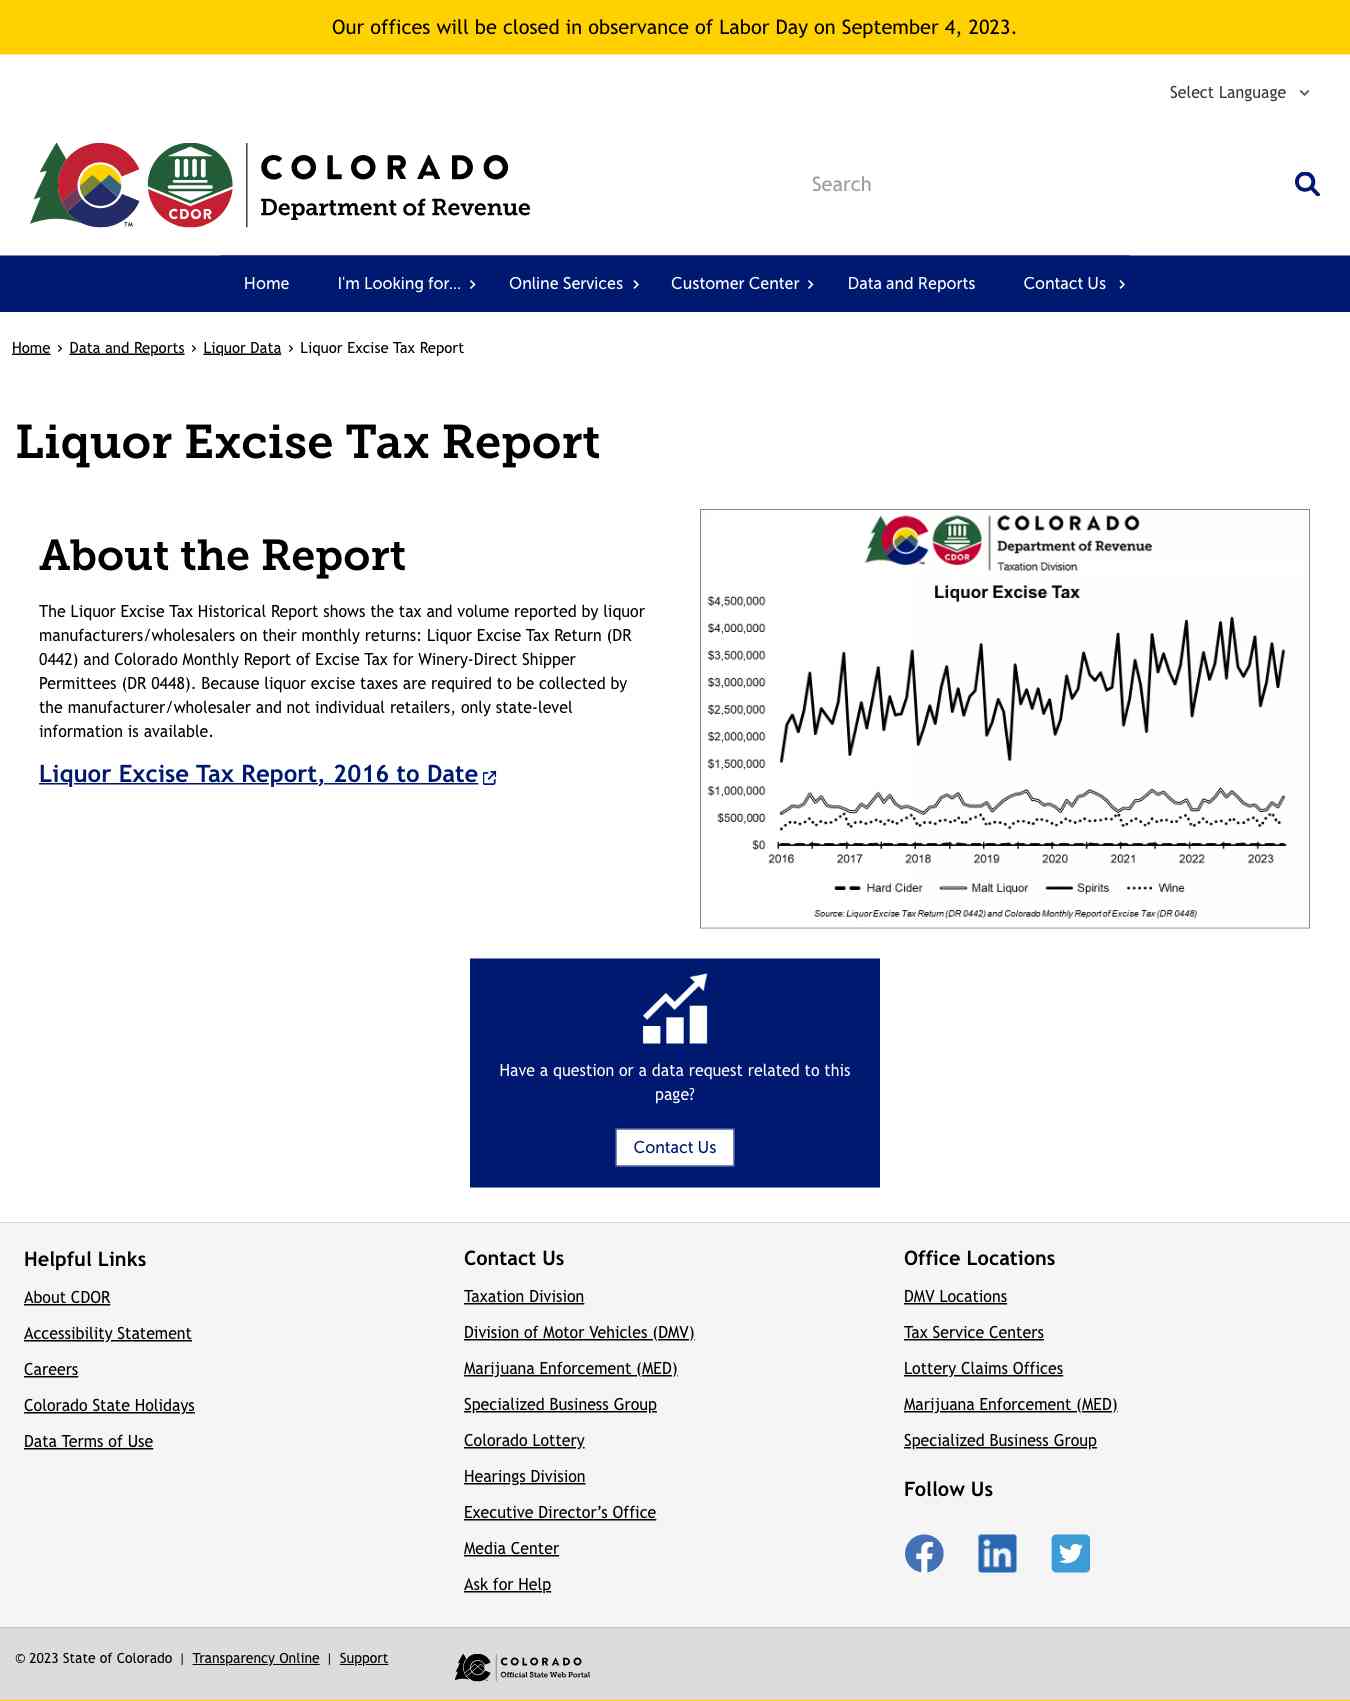 Our offices will be closed in observance of Labor Day on September 4, 2023.
Select Language
COLORADO
Department of Revenue
CDOR
TM
Search
Home I'm Looking for... Online Services Customer Center Data and Reports Contact Us
Home › Data and Reports › Liquor Data › Liquor Excise Tax Report
Liquor Excise Tax Report
About the Report
The Liquor Excise Tax Historical Report shows the tax and volume reported by liquor
manufacturers/wholesalers on their monthly returns: Liquor Excise Tax Return (DR
0442) and Colorado Monthly Report of Excise Tax for Winery-Direct Shipper
Permittees (DR 0448). Because liquor excise taxes are required to be collected by
the manufacturer/wholesaler and not individual retailers, only state-level
information is available.
Liquor Excise Tax Report, 2016 to Date
COLORADO
Department of Revenue
CDOR
Taxation Division
Liquor Excise Tax
$4,500,000
$4,000,000
$3,500,000
$3,000,000
$2,500,000
$2,000,000
$1,500,000
$1,000,000
$500,000
$0
2016 2017 2018 2019 2020 2021 2022 2023
Hard Cider Malt Liquor Spirits Wine
Source: Liquor Excise Tax Return (DR 0442) and Colorado Monthly Report of Excise Tax (DR 0448)
Have a question or a data request related to this
page?
Contact Us
Helpful Links
About CDOR
Accessibility Statement
Careers
Colorado State Holidays
Data Terms of Use
Contact Us
Taxation Division
Division of Motor Vehicles (DMV)
Marijuana Enforcement (MED)
Specialized Business Group
Colorado Lottery
Hearings Division
Executive Director's Office
Media Center
Ask for Help
Office Locations
DMV Locations
Tax Service Centers
Lottery Claims Offices
Marijuana Enforcement (MED)
Specialized Business Group
Follow Us
© 2023 State of Colorado | Transparency Online | Support
COLORADO
Official State Web Portal